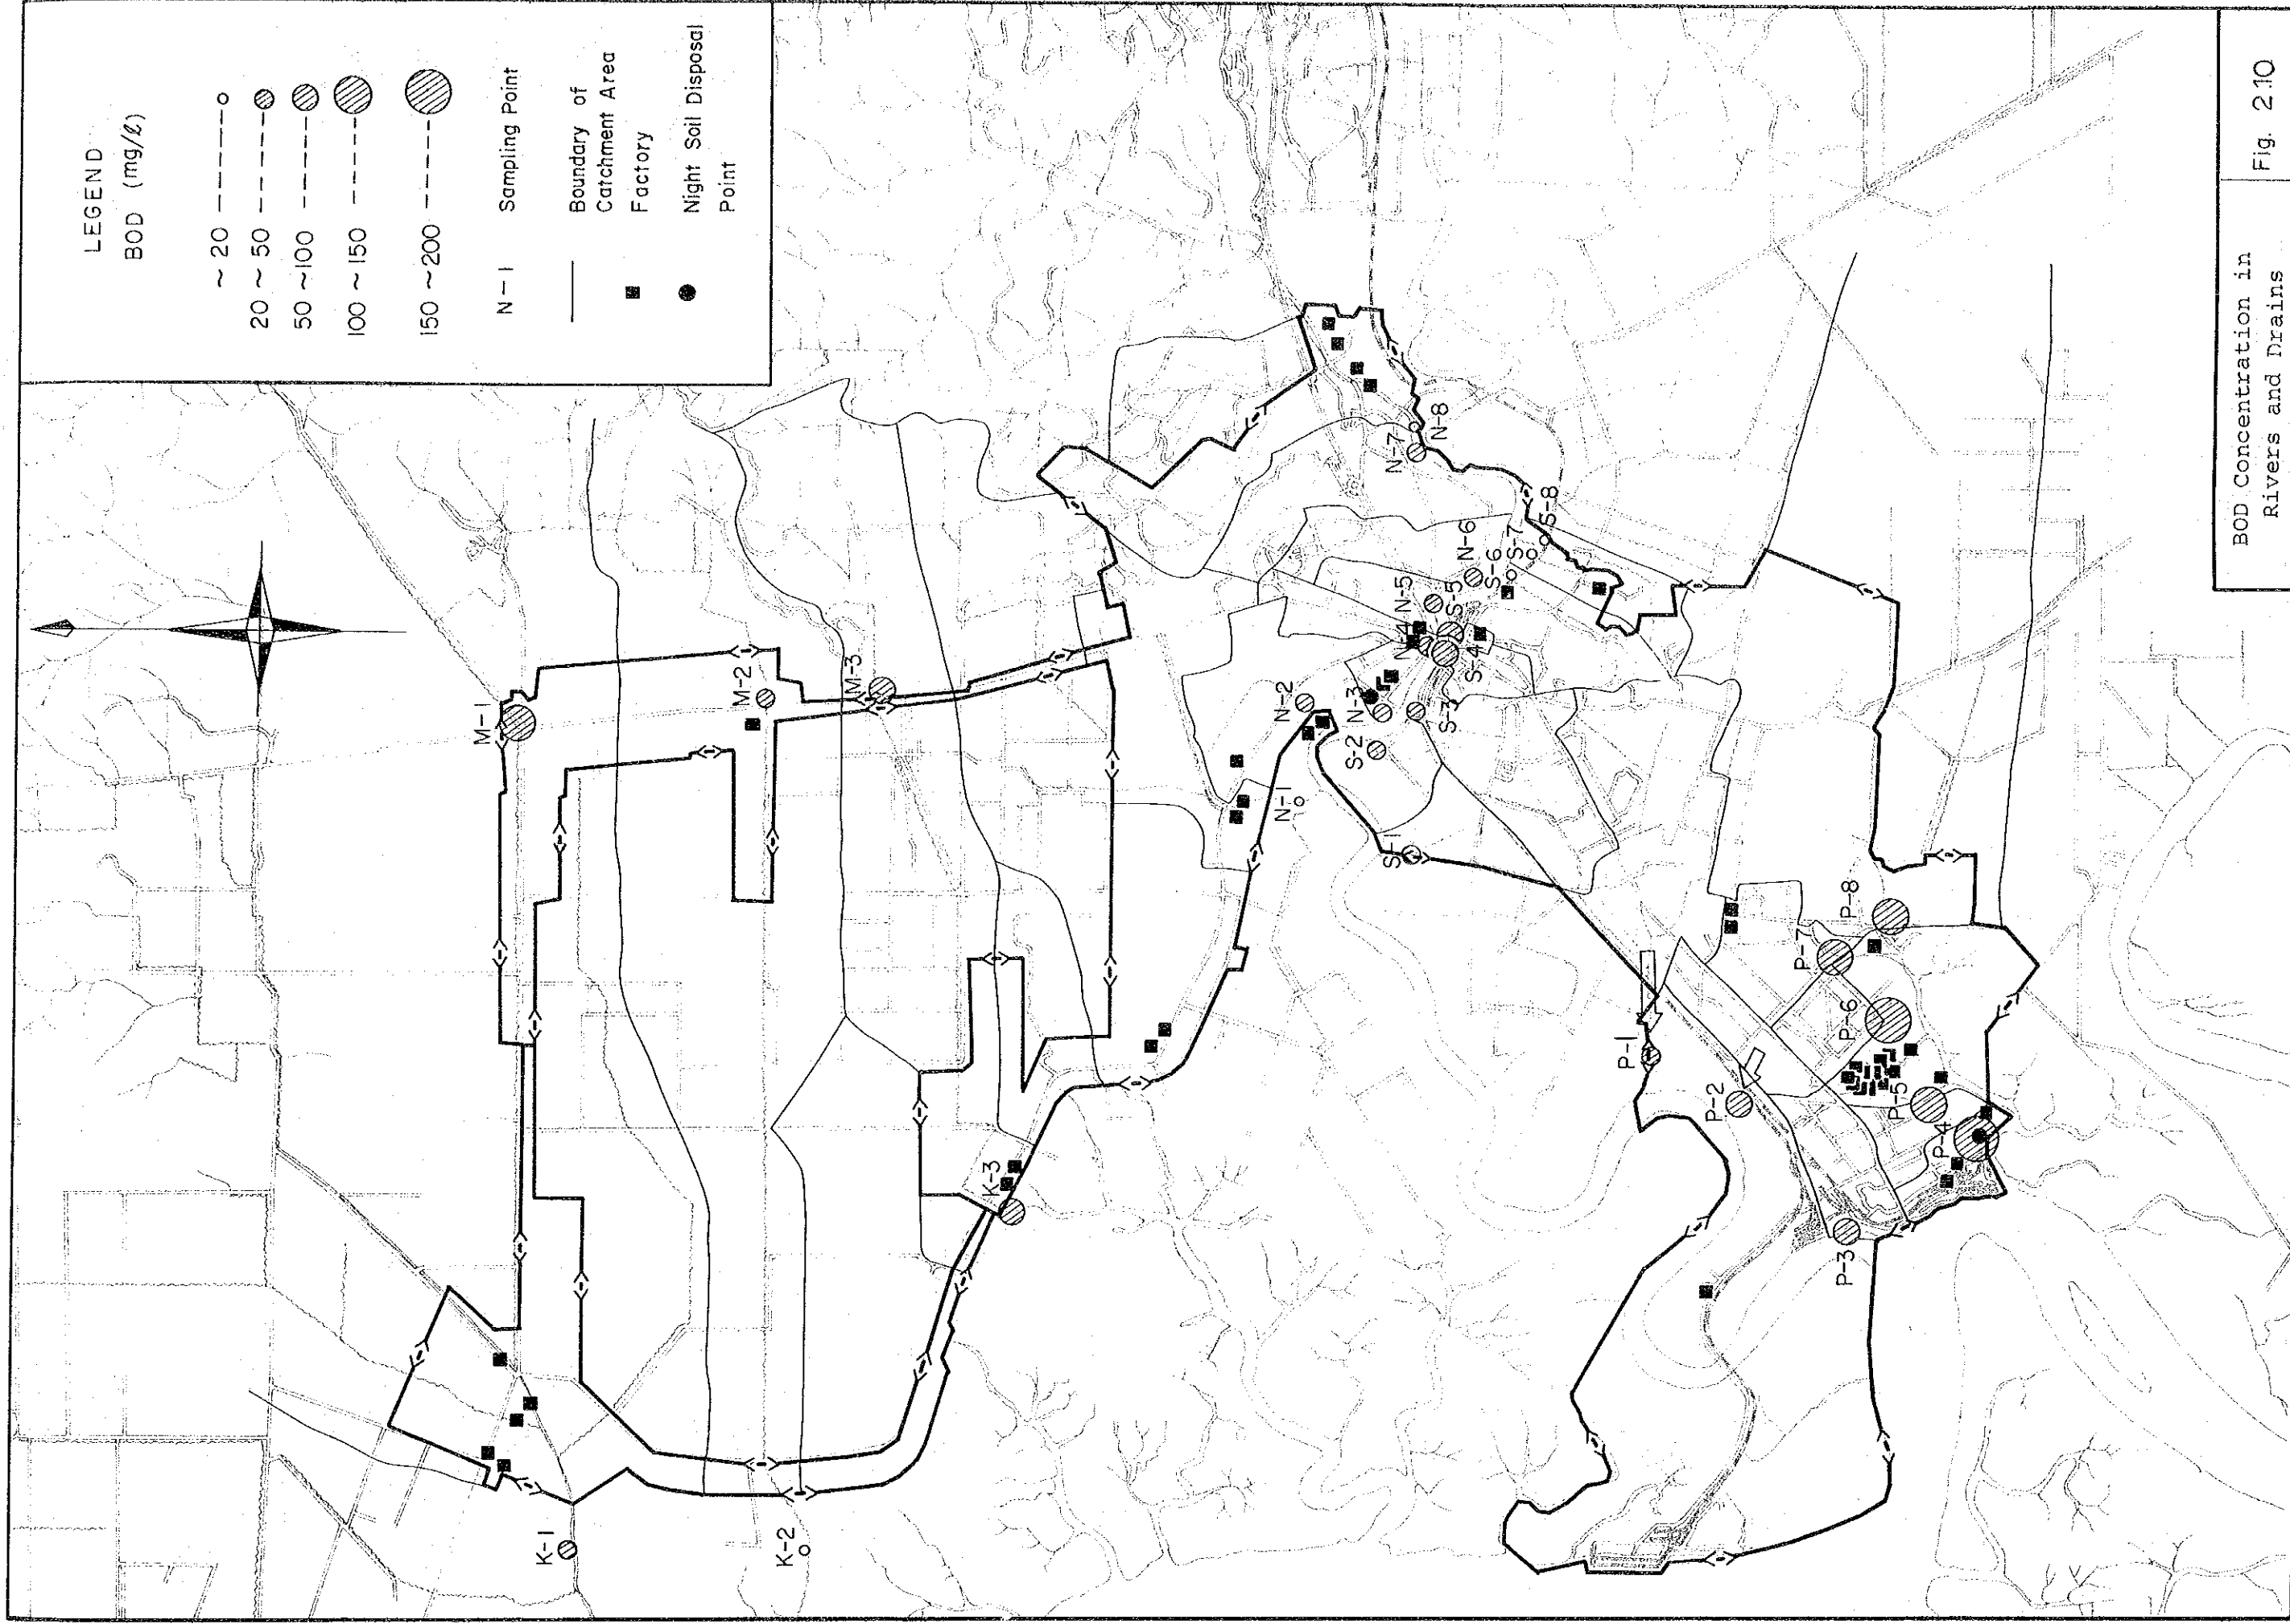 LEGEND
BOD (mg/ℓ)
~ 20
20 ~ 50
50 ~100
100 ~ 150
150 ~ 200
N-1 Sampling Point
Boundary of
Catchment Area
Factory
Night Soil Disposal
Point
M-1
M-2
M-3
K-1
K-2
K-3
N-1
N-2
N-3
N-4
N-5
N-6
N-7
N-8
S-1
S-2
S-3
S-4
S-5
S-6
S-7
S-8
P-1
P-2
P-3
P-4
P-5
P-6
P-7
P-8
BOD Concentration in
Rivers and Drains
Fig. 2.10